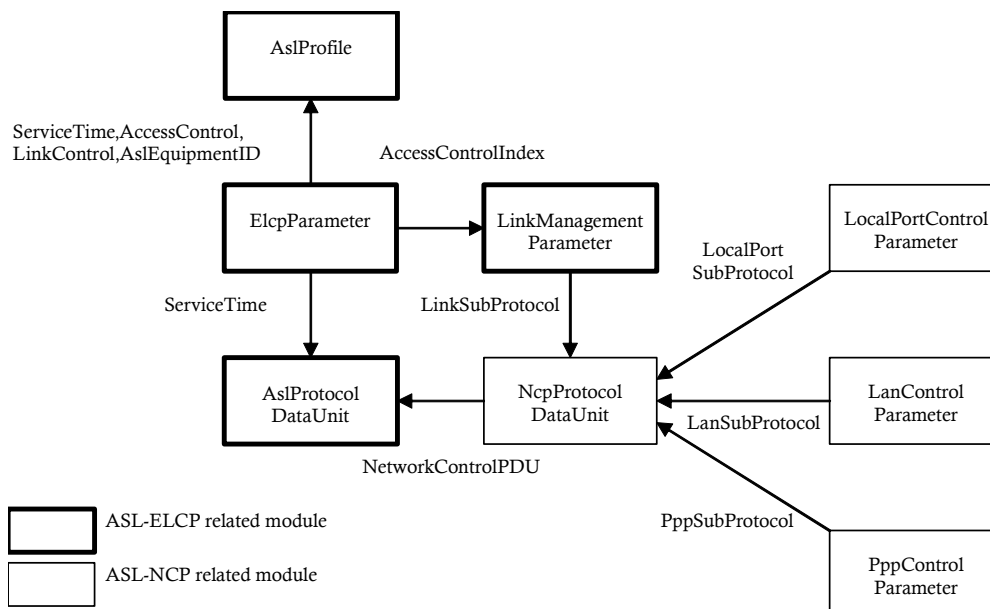 AslProfile
ServiceTime,AccessControl,
LinkControl,AslEquipmentID
AccessControlIndex
ElcpParameter
LinkManagement
Parameter
LocalPortControl
Parameter
LocalPort
SubProtocol
ServiceTime
LinkSubProtocol
AslProtocol
DataUnit
NcpProtocol
DataUnit
LanControl
Parameter
LanSubProtocol
NetworkControlPDU
PppSubProtocol
ASL-ELCP related module
ASL-NCP related module
PppControl
Parameter